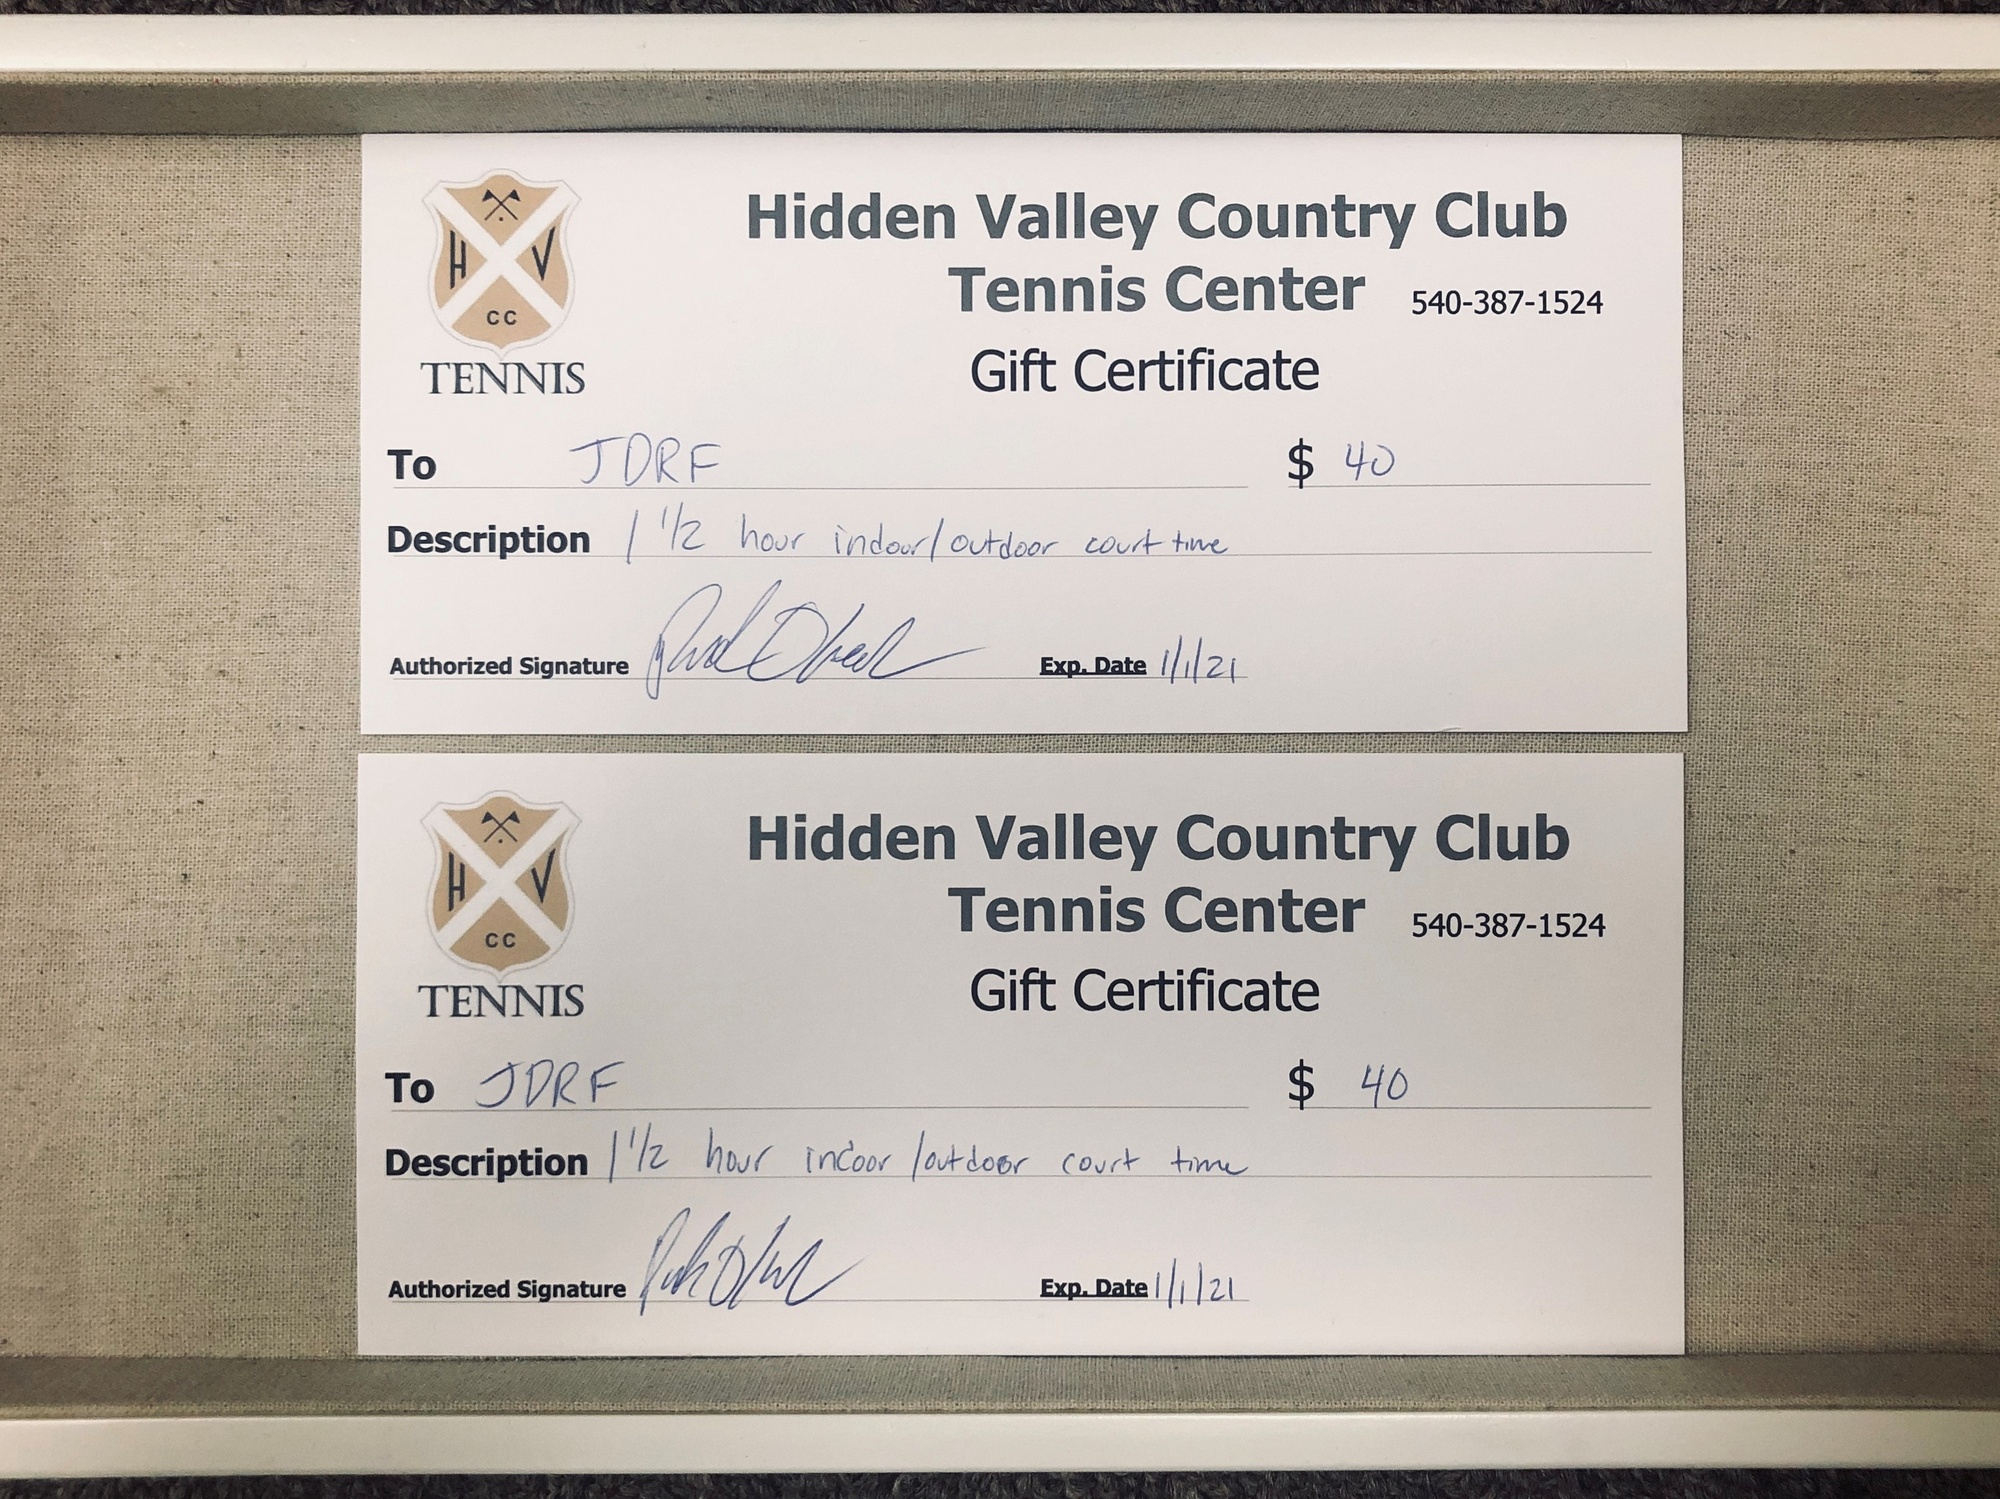 H V
CC
TENNIS
Hidden Valley Country Club
Tennis Center 540-387-1524
Gift Certificate
To JDRF $ 40
Description 1 1/2 hour indoor/outdoor court time
Authorized Signature Exp. Date 1/1/21
H V
CC
TENNIS
Hidden Valley Country Club
Tennis Center 540-387-1524
Gift Certificate
To JDRF $ 40
Description 1 1/2 hour indoor/outdoor court time
Authorized Signature Exp. Date 1/1/21